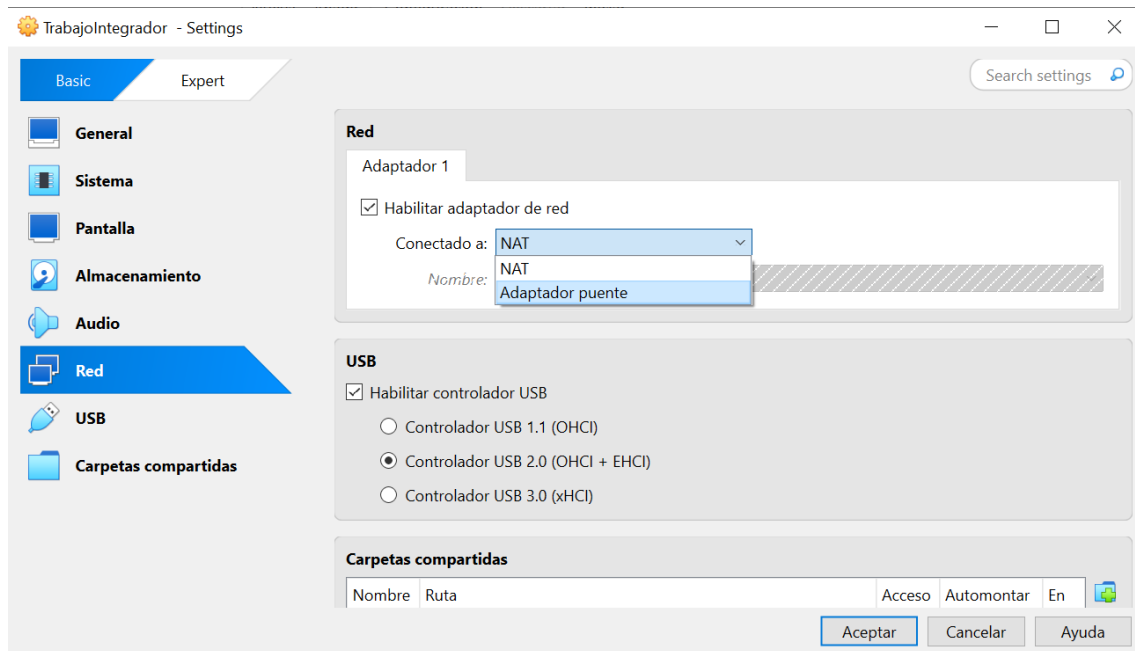 TrabajoIntegrador - Settings
Basic Expert Search settings
General
Sistema
Pantalla
Almacenamiento
Audio
Red
USB
Carpetas compartidas
Red
Adaptador 1
Habilitar adaptador de red
Conectado a: NAT
NAT
Nombre:
Adaptador puente
USB
Habilitar controlador USB
Controlador USB 1.1 (OHCI)
Controlador USB 2.0 (OHCI + EHCI)
Controlador USB 3.0 (xHCI)
Carpetas compartidas
Nombre Ruta Acceso Automontar En
Aceptar Cancelar Ayuda